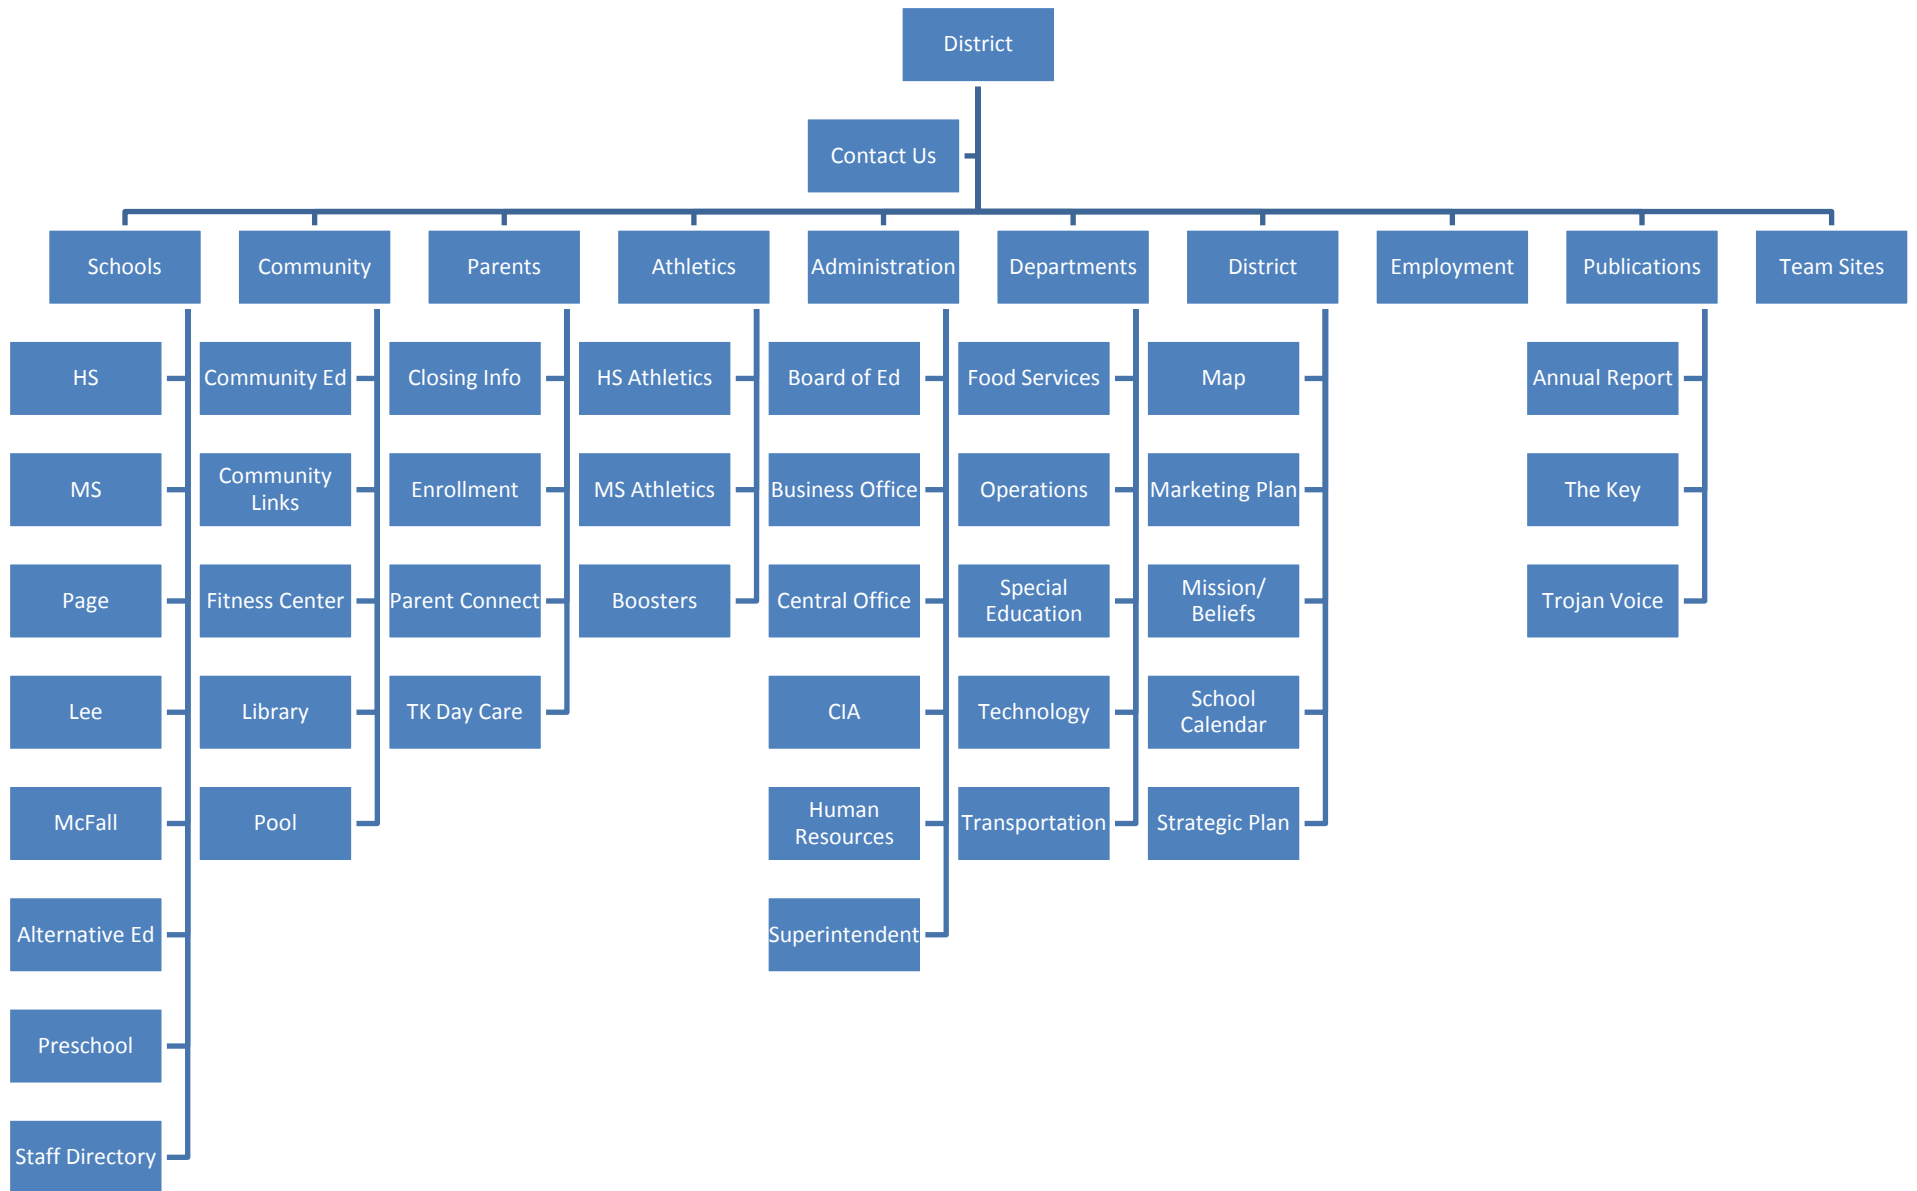 District
Contact Us
Schools
Community
Parents
Athletics
Administration
Departments
District
Employment
Publications
Team Sites
HS
MS
Page
Lee
McFall
Alternative Ed
Preschool
Staff Directory
Community Ed
Community
Links
Fitness Center
Library
Pool
Closing Info
Enrollment
Parent Connect
TK Day Care
HS Athletics
MS Athletics
Boosters
Board of Ed
Business Office
Central Office
CIA
Human
Resources
Superintendent
Food Services
Operations
Special
Education
Technology
Transportation
Map
Marketing Plan
Mission/
Beliefs
School
Calendar
Strategic Plan
Annual Report
The Key
Trojan Voice